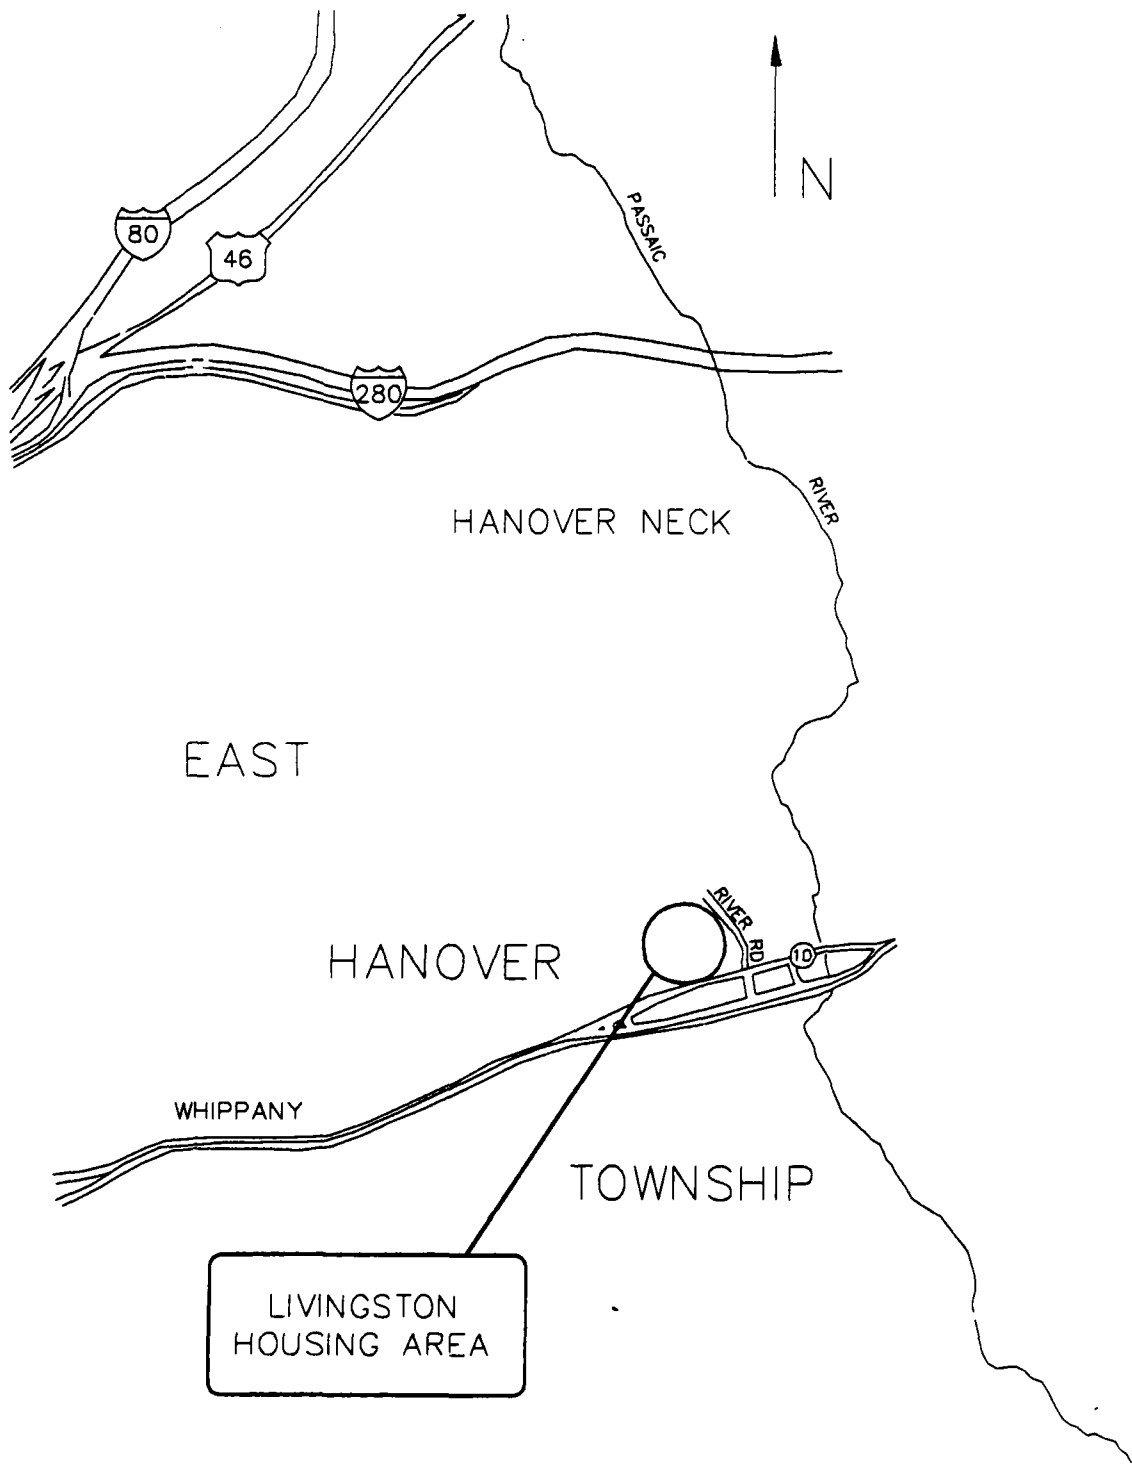 N
PASSAIC
80
46
280
RIVER
HANOVER NECK
EAST
RIVER RD
HANOVER
10
WHIPPANY
TOWNSHIP
LIVINGSTON
HOUSING AREA